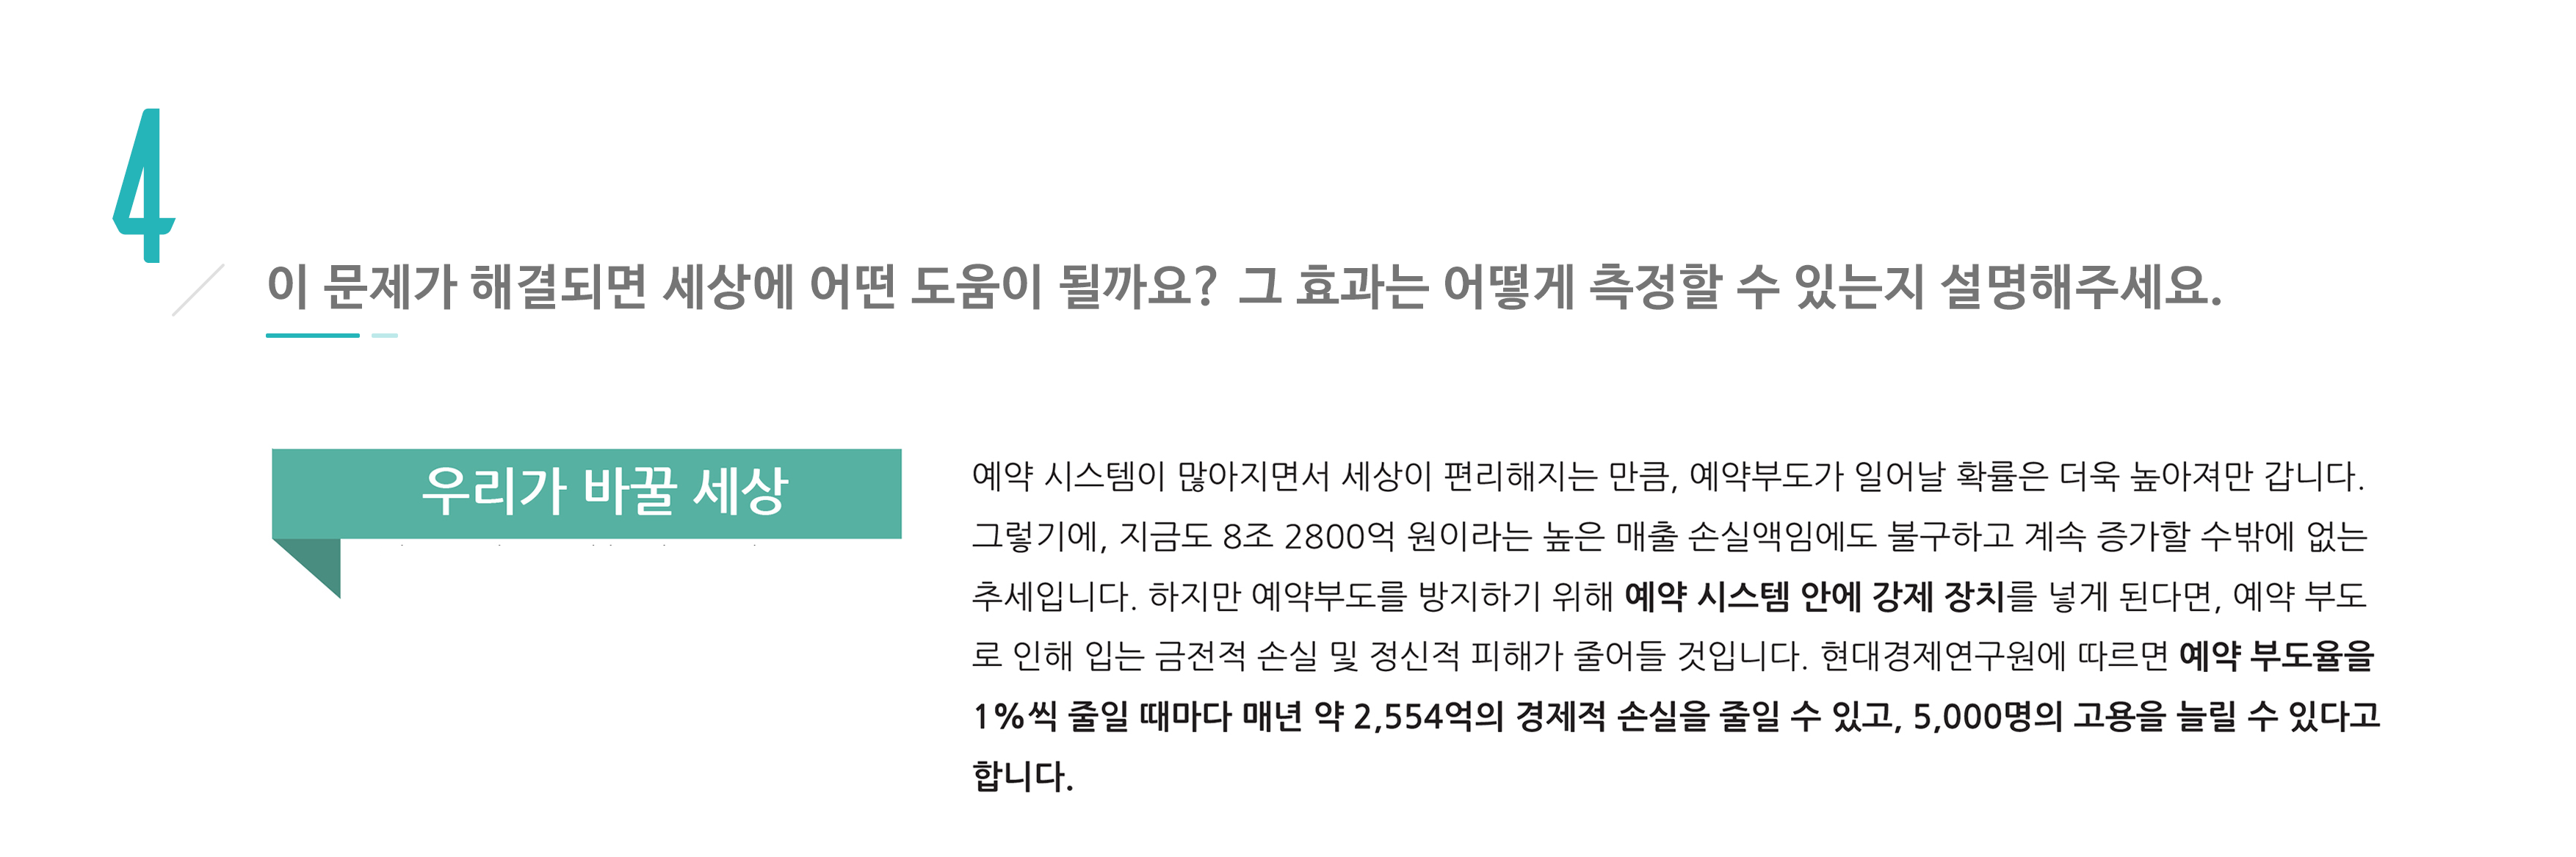 4
이 문제가 해결되면 세상에 어떤 도움이 될까요? 그 효과는 어떻게 측정할 수 있는지 설명해주세요.
우리가 바꿀 세상
예약 시스템이 많아지면서 세상이 편리해지는 만큼, 예약부도가 일어날 확률은 더욱 높아져만 갑니다.
그렇기에, 지금도 8조 2800억 원이라는 높은 매출 손실액임에도 불구하고 계속 증가할 수밖에 없는
추세입니다. 하지만 예약부도를 방지하기 위해 예약 시스템 안에 강제 장치를 넣게 된다면, 예약 부도
로 인해 입는 금전적 손실 및 정신적 피해가 줄어들 것입니다. 현대경제연구원에 따르면 예약 부도율을
1%씩 줄일 때마다 매년 약 2,554억의 경제적 손실을 줄일 수 있고, 5,000명의 고용을 늘릴 수 있다고
합니다.